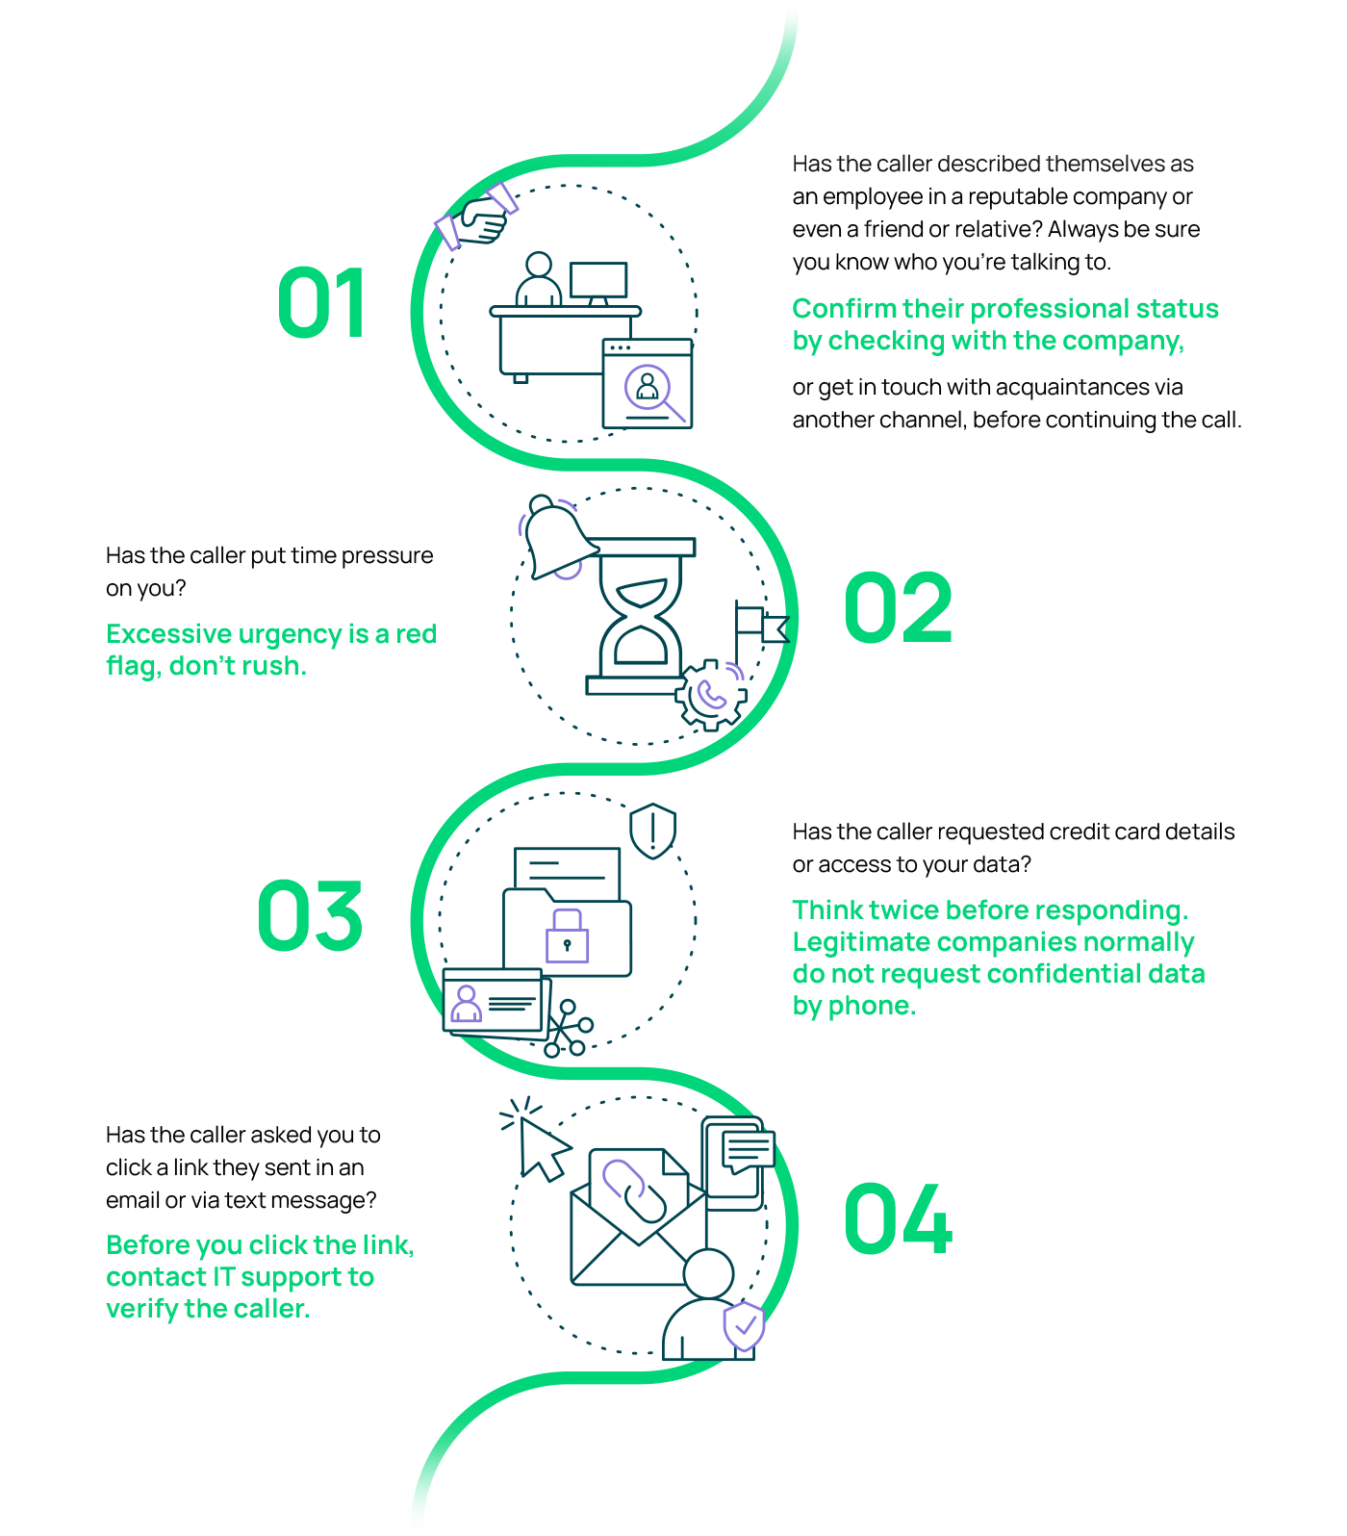 01
Has the caller described themselves as
an employee in a reputable company or
even a friend or relative? Always be sure
you know who you're talking to.
Confirm their professional status
by checking with the company,
or get in touch with acquaintances via
another channel, before continuing the call.
Has the caller put time pressure
on you?
Excessive urgency is a red
flag, don't rush.
02
03
Has the caller requested credit card details
or access to your data?
Think twice before responding.
Legitimate companies normally
do not request confidential data
by phone.
Has the caller asked you to
click a link they sent in an
email or via text message?
Before you click the link,
contact IT support to
verify the caller.
04